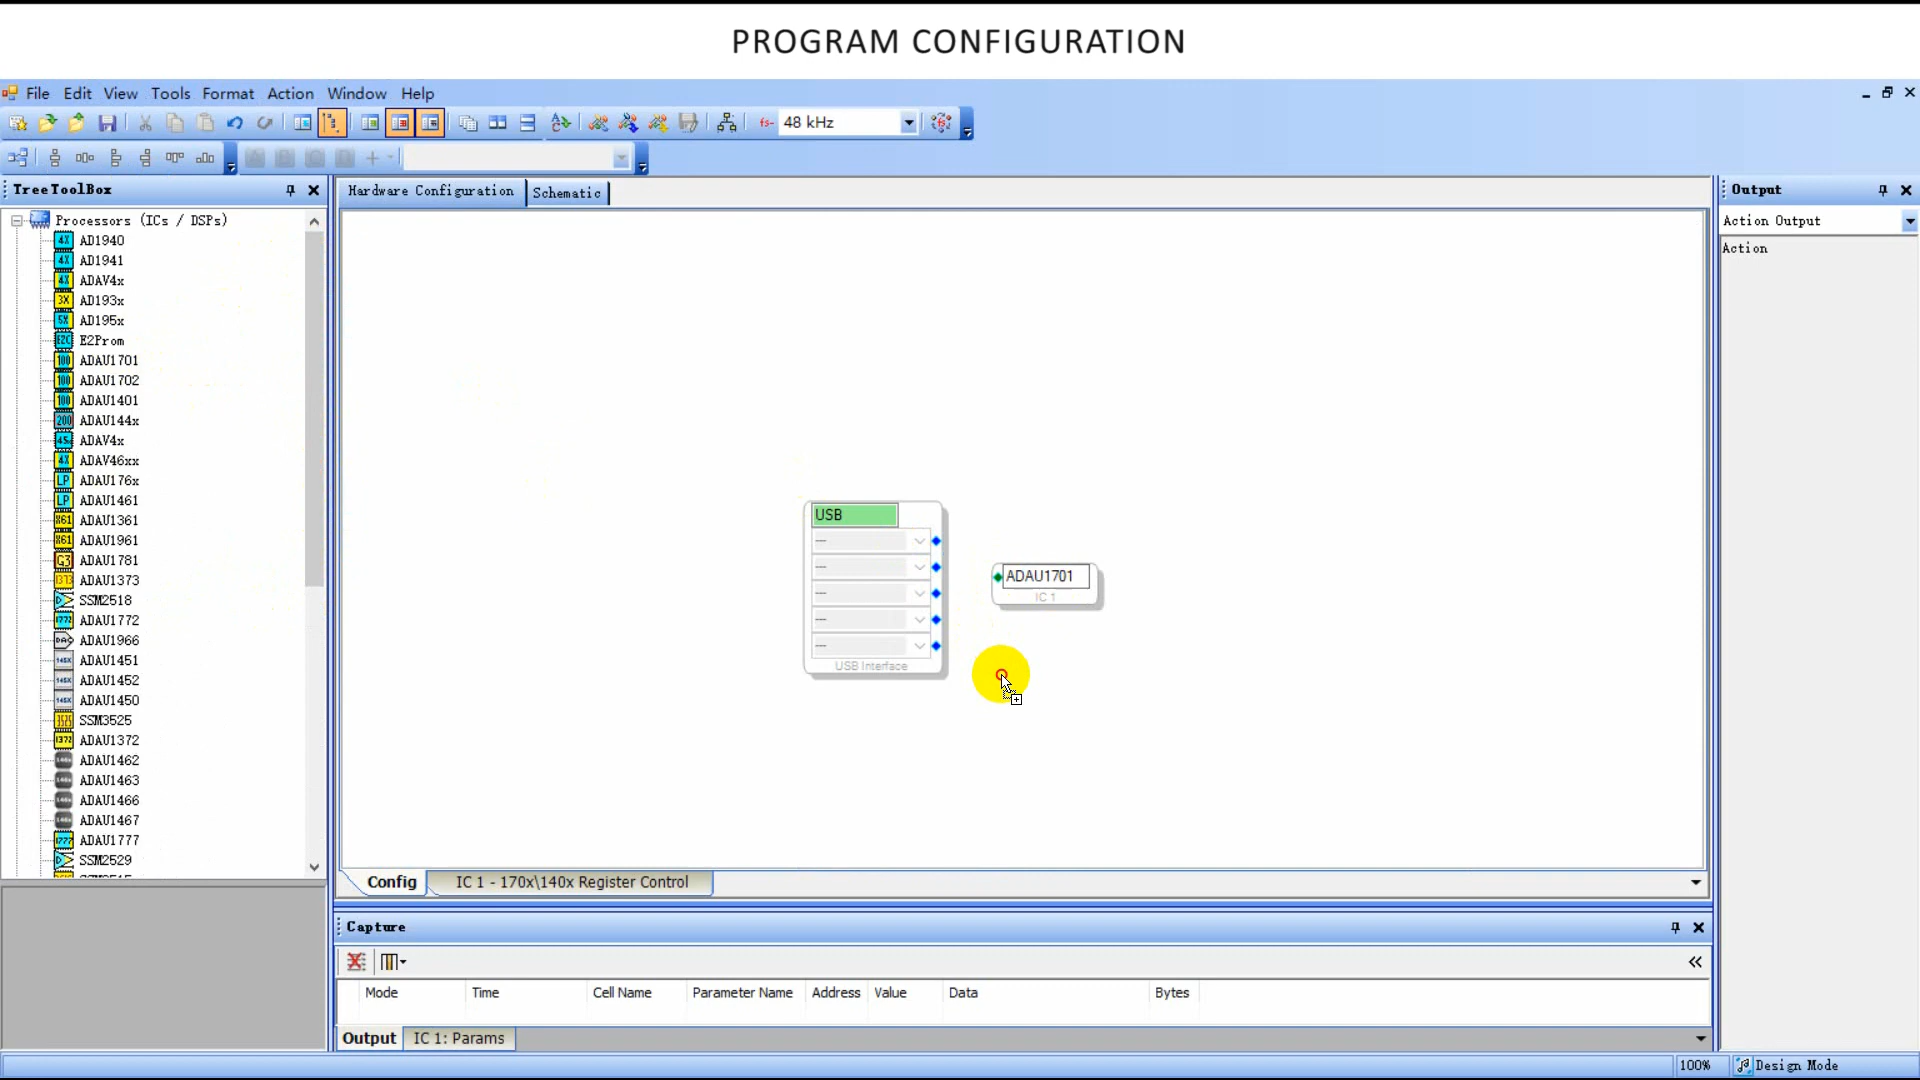 PROGRAM CONFIGURATION
File Edit View Tools Format Action Window Help
fs- 48 kHz
TreeToolBox
Hardware Configuration Schematic
Output
Processors (ICs / DSPs)
AD1940
AD1941
ADAV4x
AD193x
AD195x
E2Prom
ADAU1701
ADAU1702
ADAU1401
ADAU144x
ADAV4x
ADAV46xx
ADAU176x
ADAU1461
ADAU1361
ADAU1961
ADAU1781
ADAU1373
SSM2518
ADAU1772
ADAU1966
ADAU1451
ADAU1452
ADAU1450
SSM3525
ADAU1372
ADAU1462
ADAU1463
ADAU1466
ADAU1467
ADAU1777
SSM2529
USB
---
---
---
---
---
USB Interface
ADAU1701
IC 1
Action Output
Action
Config IC 1 - 170x\140x Register Control
Capture
Mode Time Cell Name Parameter Name Address Value Data Bytes
Output IC 1: Params
100% Design Mode